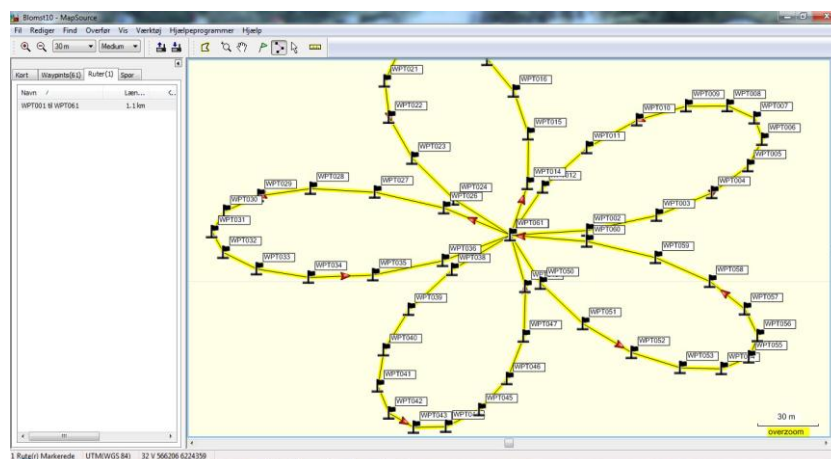 Blomst10 - MapSource
Fil Rediger Find Overfør Vis Værktøj Hjælpeprogrammer Hjælp
30 m Medium
Kort Waypints(61) Ruter(1) Spor
Navn / Læn...
WPT001 til WPT061 1.1 km
WPT021
WPT016
WPT009
WPT008
WPT010
WPT007
WPT022
WPT015
WPT006
WPT011
WPT023
WPT005
WPT014
WPT004
WPT029
WPT028
WPT027
WPT024
WPT030
WPT025
WPT003
WPT031
WPT061
WPT002
WPT060
WPT032
WPT036
WPT059
WPT033
WPT034
WPT035
WPT038
WPT050
WPT058
WPT039
WPT057
WPT051
WPT047
WPT056
WPT040
WPT052
WPT055
WPT053
WPT041
WPT046
WPT042
WPT045
WPT043
30 m
overzoom
1 Rute(r) Markerede UTM(WGS 84) 32 V 566206 6224359